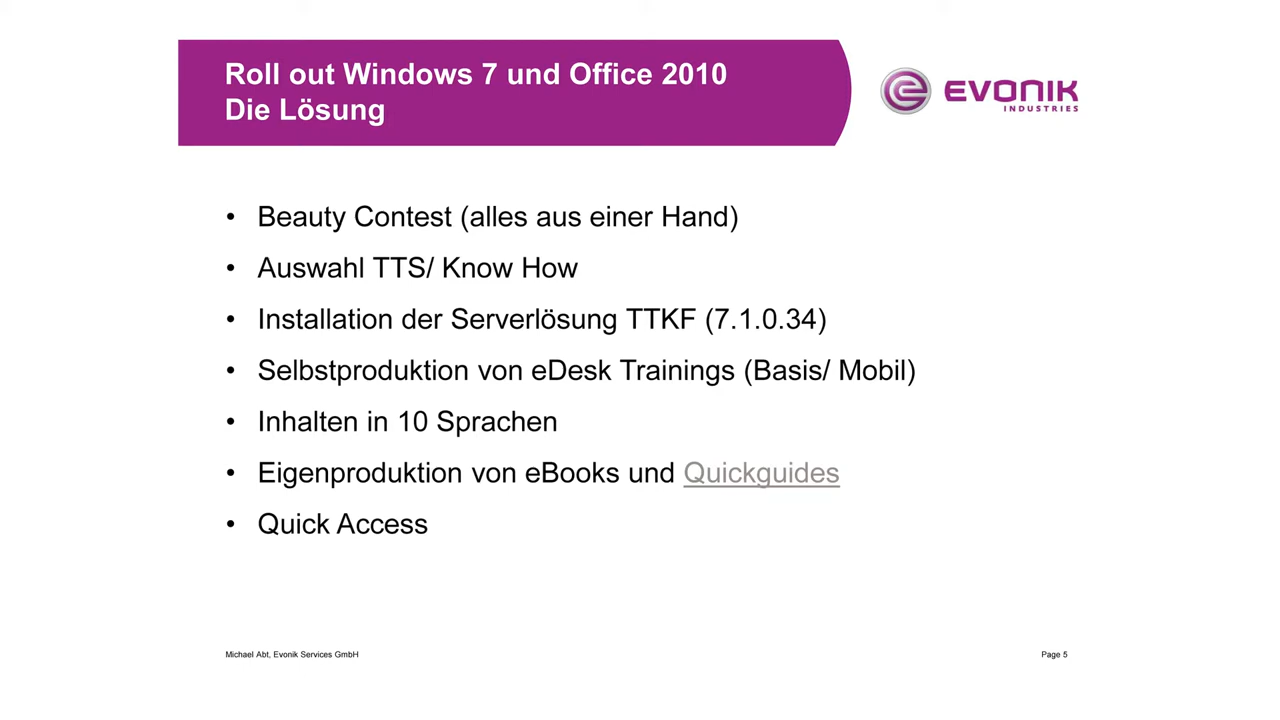 Roll out Windows 7 und Office 2010
Die Lösung
EVONIK
INDUSTRIES
• Beauty Contest (alles aus einer Hand)
• Auswahl TTS/ Know How
• Installation der Serverlösung TTKF (7.1.0.34)
• Selbstproduktion von eDesk Trainings (Basis/ Mobil)
• Inhalten in 10 Sprachen
• Eigenproduktion von eBooks und Quickguides
• Quick Access
Michael Abt, Evonik Services GmbH
Page 5